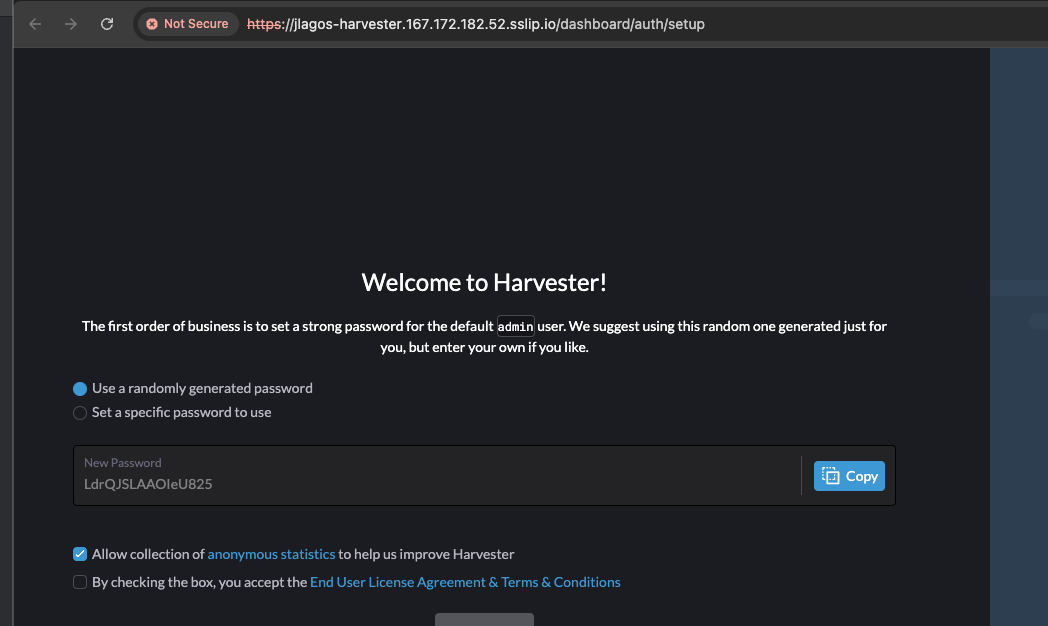 Not Secure https://jlagos-harvester.167.172.182.52.sslip.io/dashboard/auth/setup
Welcome to Harvester!
The first order of business is to set a strong password for the default admin user. We suggest using this random one generated just for
you, but enter your own if you like.
Use a randomly generated password
Set a specific password to use
New Password
LdrQJSLAAOIeU825
Copy
Allow collection of anonymous statistics to help us improve Harvester
By checking the box, you accept the End User License Agreement & Terms & Conditions